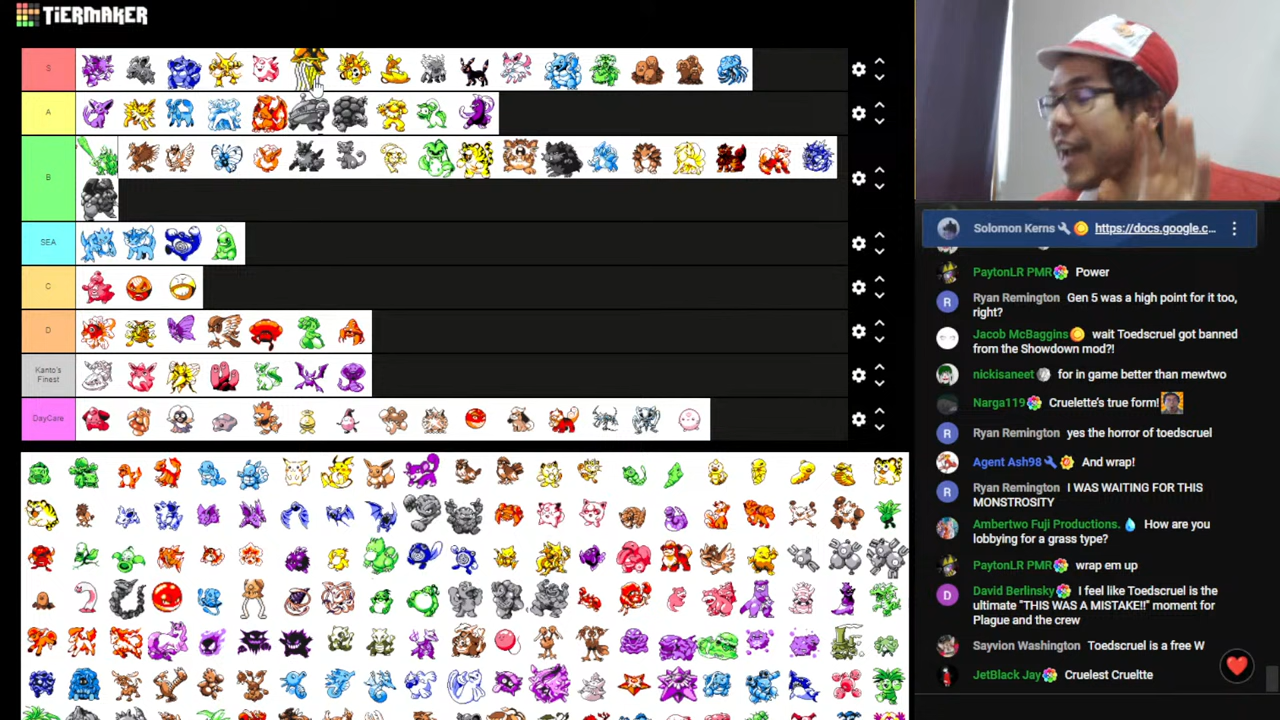 TiERMAKER
S
A
B
SEA
C
D
Kanto's
Finest
DayCare
Solomon Kerns https://docs.google.c...
PaytonLR PMR Power
Ryan Remington Gen 5 was a high point for it too,
right?
Jacob McBaggins wait Toedscruel got banned
from the Showdown mod?!
nickisaneet for in game better than mewtwo
Narga119 Cruelette's true form!
Ryan Remington yes the horror of toedscruel
Agent Ash98 And wrap!
Ryan Remington I WAS WAITING FOR THIS
MONSTROSITY
Ambertwo Fuji Productions. How are you
lobbying for a grass type?
PaytonLR PMR wrap em up
David Berlinsky I feel like Toedscruel is the
ultimate "THIS WAS A MISTAKE!!" moment for
Plague and the crew
Sayvion Washington Toedscruel is a free W
JetBlack Jay Cruelest Crueltte
R
R
R
D